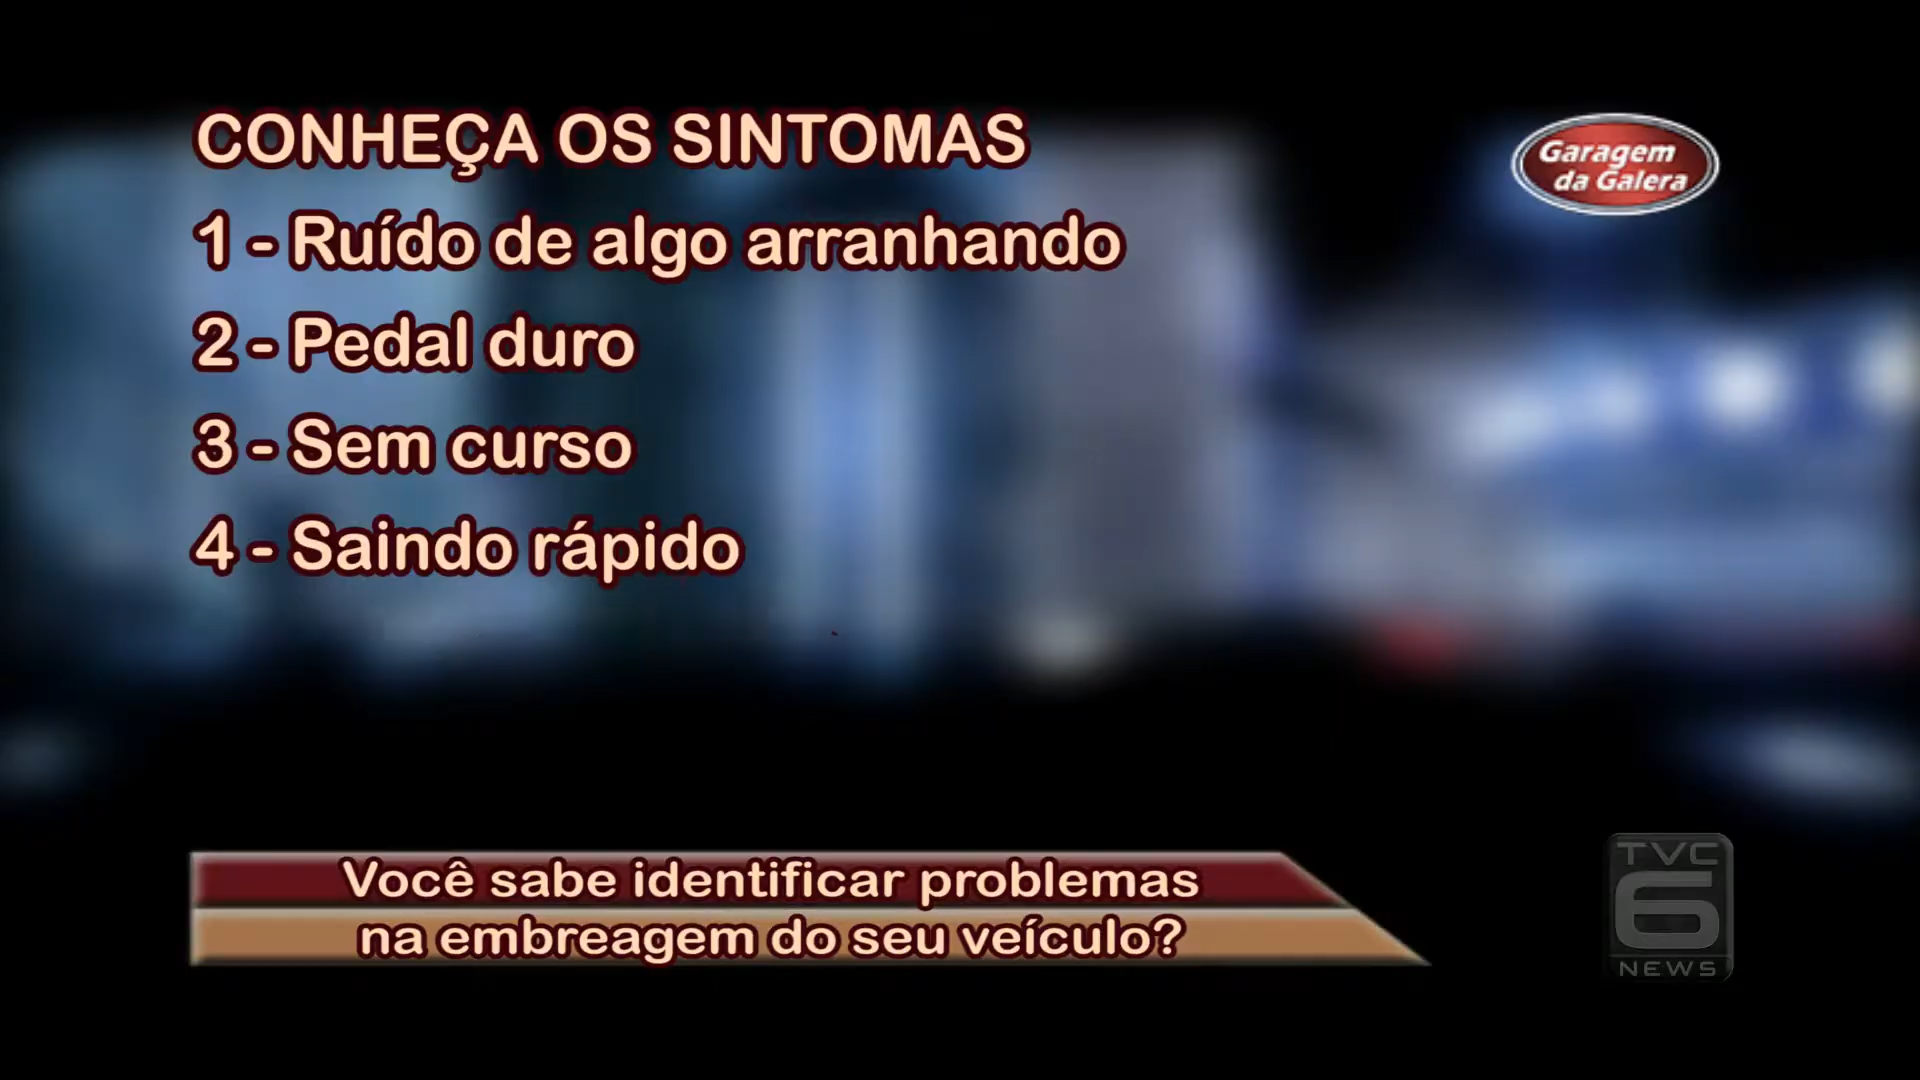 CONHEÇA OS SINTOMAS
Garagem
da Galera
1 - Ruído de algo arranhando
2 - Pedal duro
3 - Sem curso
4 - Saindo rápido
Você sabe identificar problemas
na embreagem do seu veículo?
TVC
6
NEWS